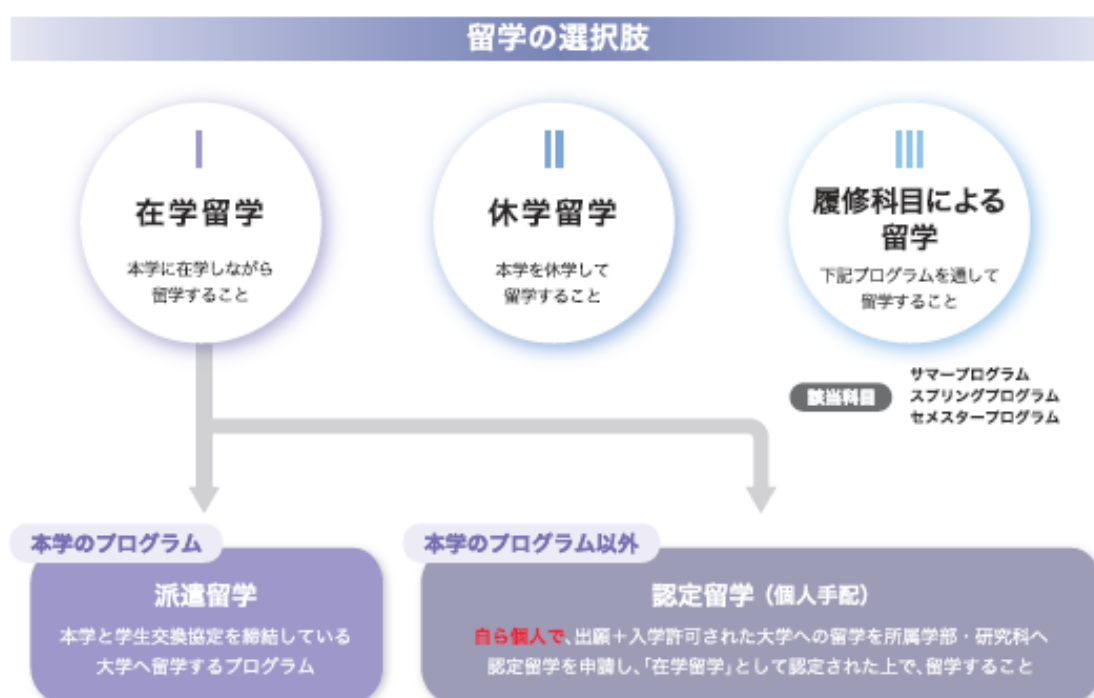 留学の選択肢
I
在学留学
本学に在学しながら
留学すること
II
休学留学
本学を休学して
留学すること
III
履修科目による
留学
下記プログラムを通して
留学すること
該当科目
サマープログラム
スプリングプログラム
セメスタープログラム
本学のプログラム
派遣留学
本学と学生交換協定を締結している
大学へ留学するプログラム
本学のプログラム以外
認定留学（個人手配）
自ら個人で、出願＋入学許可された大学への留学を所属学部・研究科へ
認定留学を申請し、「在学留学」として認定された上で、留学すること